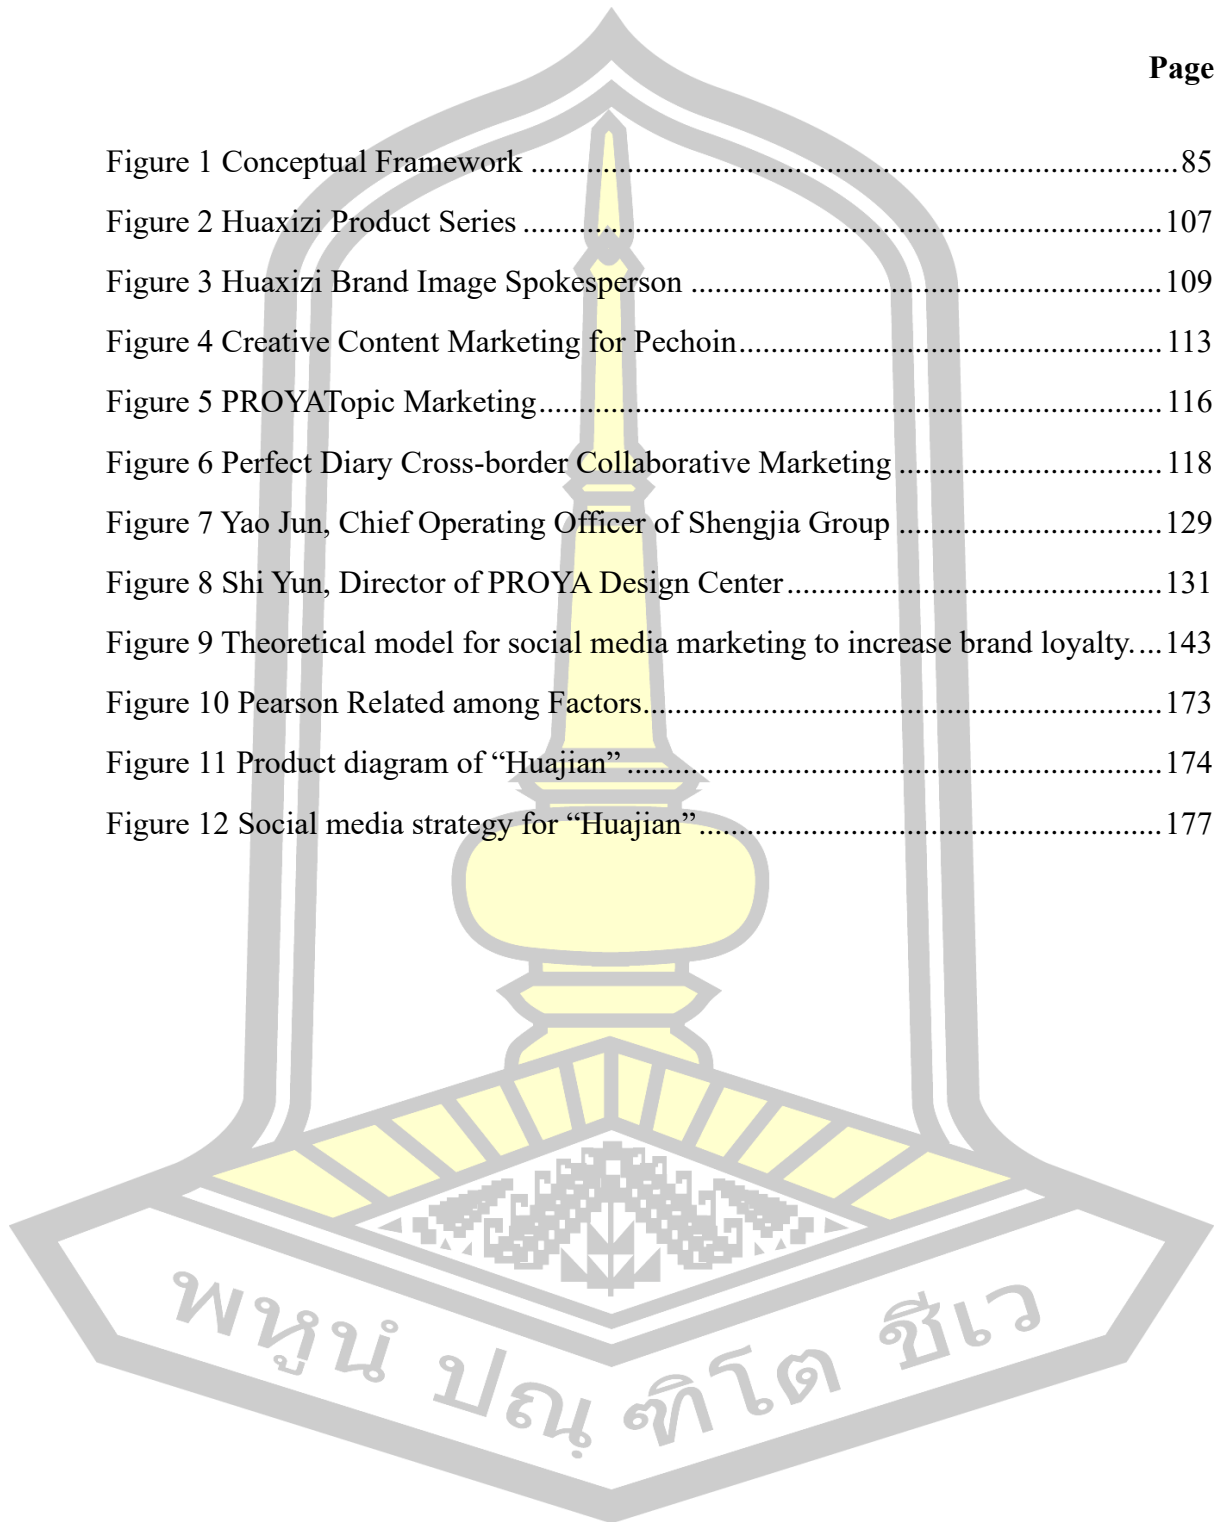 Page
Figure 1 Conceptual Framework ................................................................................85
Figure 2 Huaxizi Product Series ...............................................................................107
Figure 3 Huaxizi Brand Image Spokesperson ..........................................................109
Figure 4 Creative Content Marketing for Pechoin....................................................113
Figure 5 PROYATopic Marketing.............................................................................116
Figure 6 Perfect Diary Cross-border Collaborative Marketing ................................118
Figure 7 Yao Jun, Chief Operating Officer of Shengjia Group ................................129
Figure 8 Shi Yun, Director of PROYA Design Center..............................................131
Figure 9 Theoretical model for social media marketing to increase brand loyalty....143
Figure 10 Pearson Related among Factors................................................................173
Figure 11 Product diagram of “Huajian” ..................................................................174
Figure 12 Social media strategy for “Huajian”.........................................................177
พหูนํ ปณฺฑิโต ชีเว